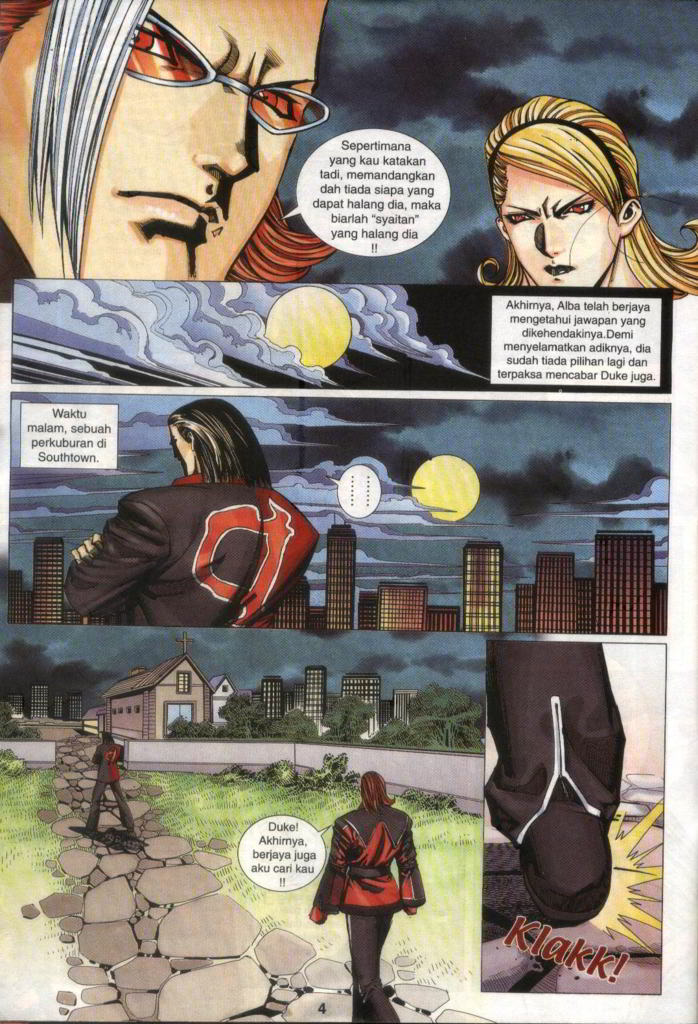 Sepertimana
yang kau katakan
tadi, memandangkan
dah tiada siapa yang
dapat halang dia, maka
biarlah “syaitan”
yang halang dia
!!
Akhirnya, Alba telah berjaya
mengetahui jawapan yang
dikehendakinya.Demi
menyelamatkan adiknya, dia
sudah tiada pilihan lagi dan
terpaksa mencabar Duke juga.
Waktu
malam, sebuah
perkuburan di
Southtown.
Duke!
Akhirnya,
berjaya juga
aku cari kau
!!
Klakk!
4